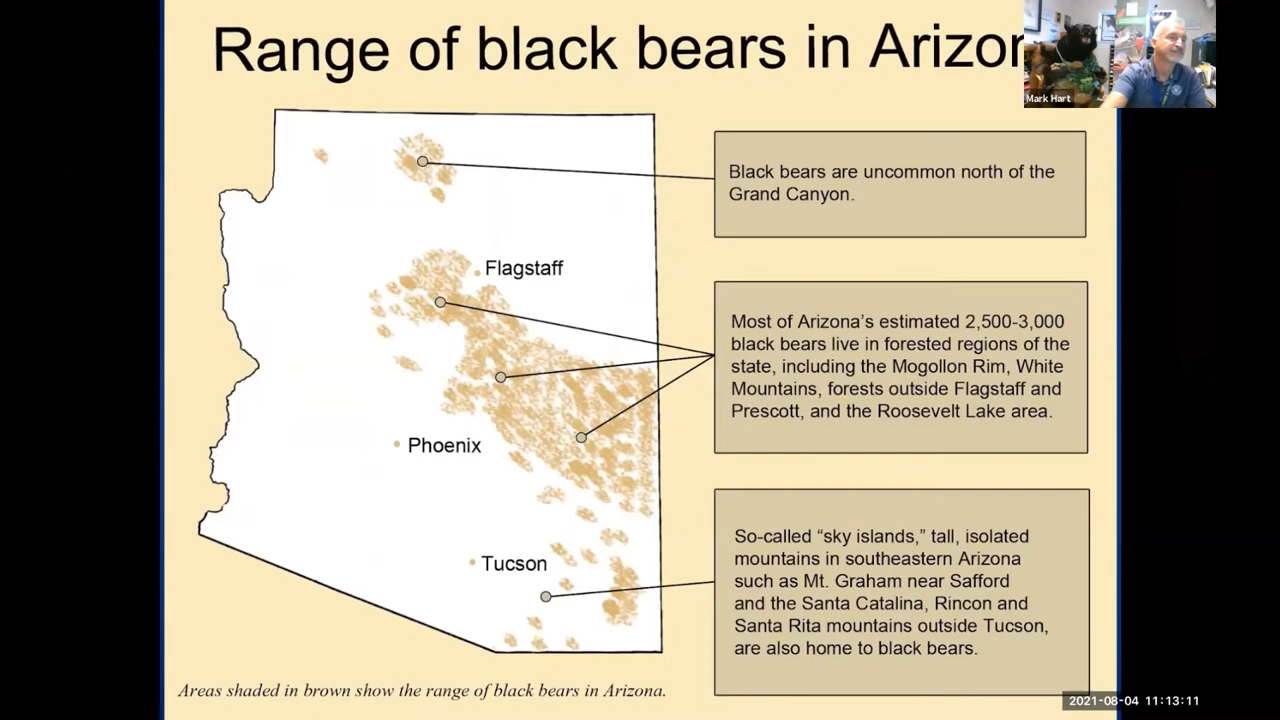 Range of black bears in Arizon
Mark Hart
Black bears are uncommon north of the
Grand Canyon.
Flagstaff
Most of Arizona’s estimated 2,500-3,000
black bears live in forested regions of the
state, including the Mogollon Rim, White
Mountains, forests outside Flagstaff and
Prescott, and the Roosevelt Lake area.
Phoenix
So-called “sky islands,” tall, isolated
mountains in southeastern Arizona
such as Mt. Graham near Safford
and the Santa Catalina, Rincon and
Santa Rita mountains outside Tucson,
are also home to black bears.
Tucson
Areas shaded in brown show the range of black bears in Arizona.
2021-08-04 11:13:11